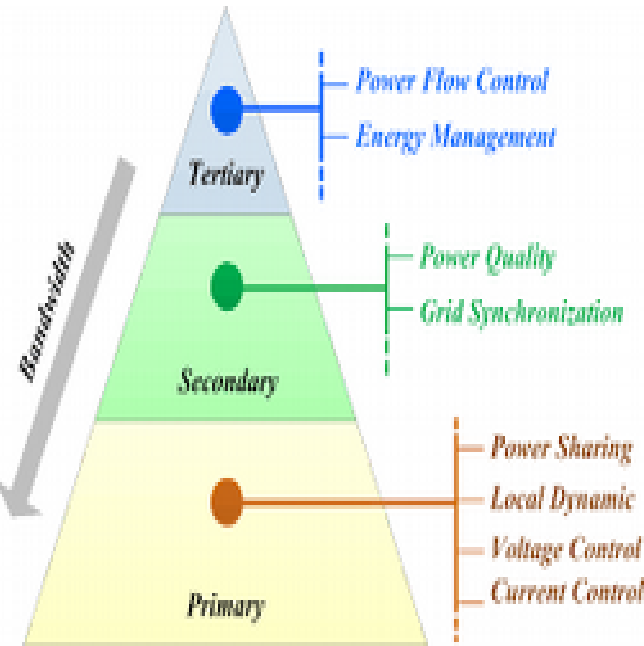 Power Flow Control
Energy Management
Tertiary
Bandwidth
Power Quality
Grid Synchronization
Secondary
Power Sharing
Local Dynamic
Voltage Control
Current Control
Primary